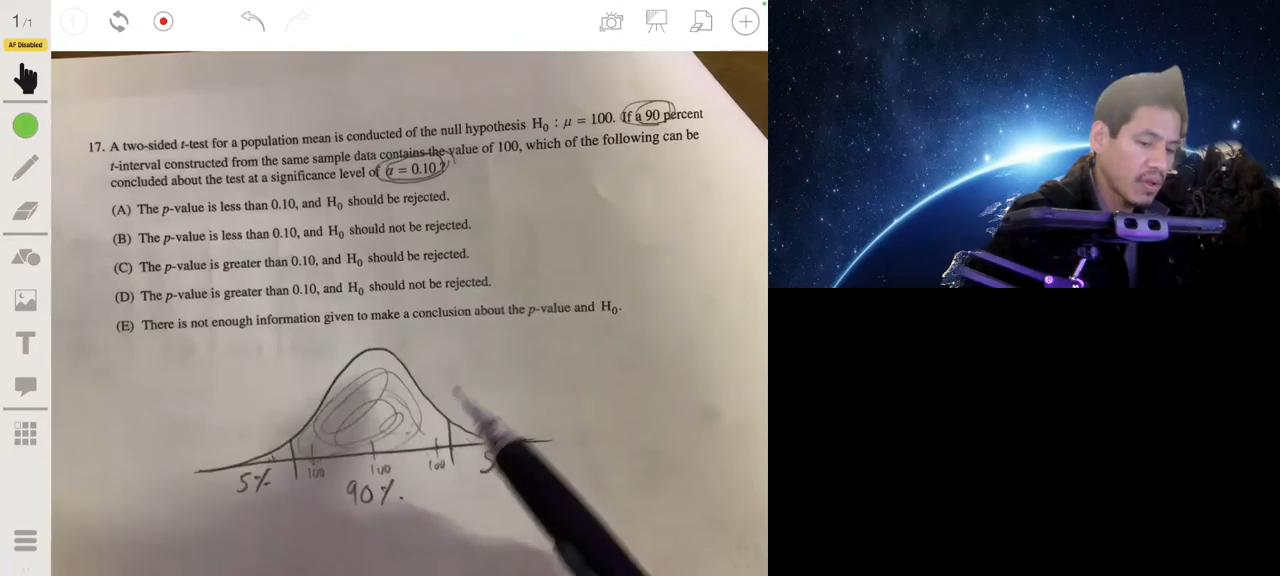 1/1
AF Disabled
17. A two-sided t-test for a population mean is conducted of the null hypothesis H₀ : μ = 100. If a 90 percent
t-interval constructed from the same sample data contains the value of 100, which of the following can be
concluded about the test at a significance level of α = 0.10 ?
(A) The p-value is less than 0.10, and H₀ should be rejected.
(B) The p-value is less than 0.10, and H₀ should not be rejected.
(C) The p-value is greater than 0.10, and H₀ should be rejected.
(D) The p-value is greater than 0.10, and H₀ should not be rejected.
(E) There is not enough information given to make a conclusion about the p-value and H₀.
100 100 100
5% 90%. 5
T